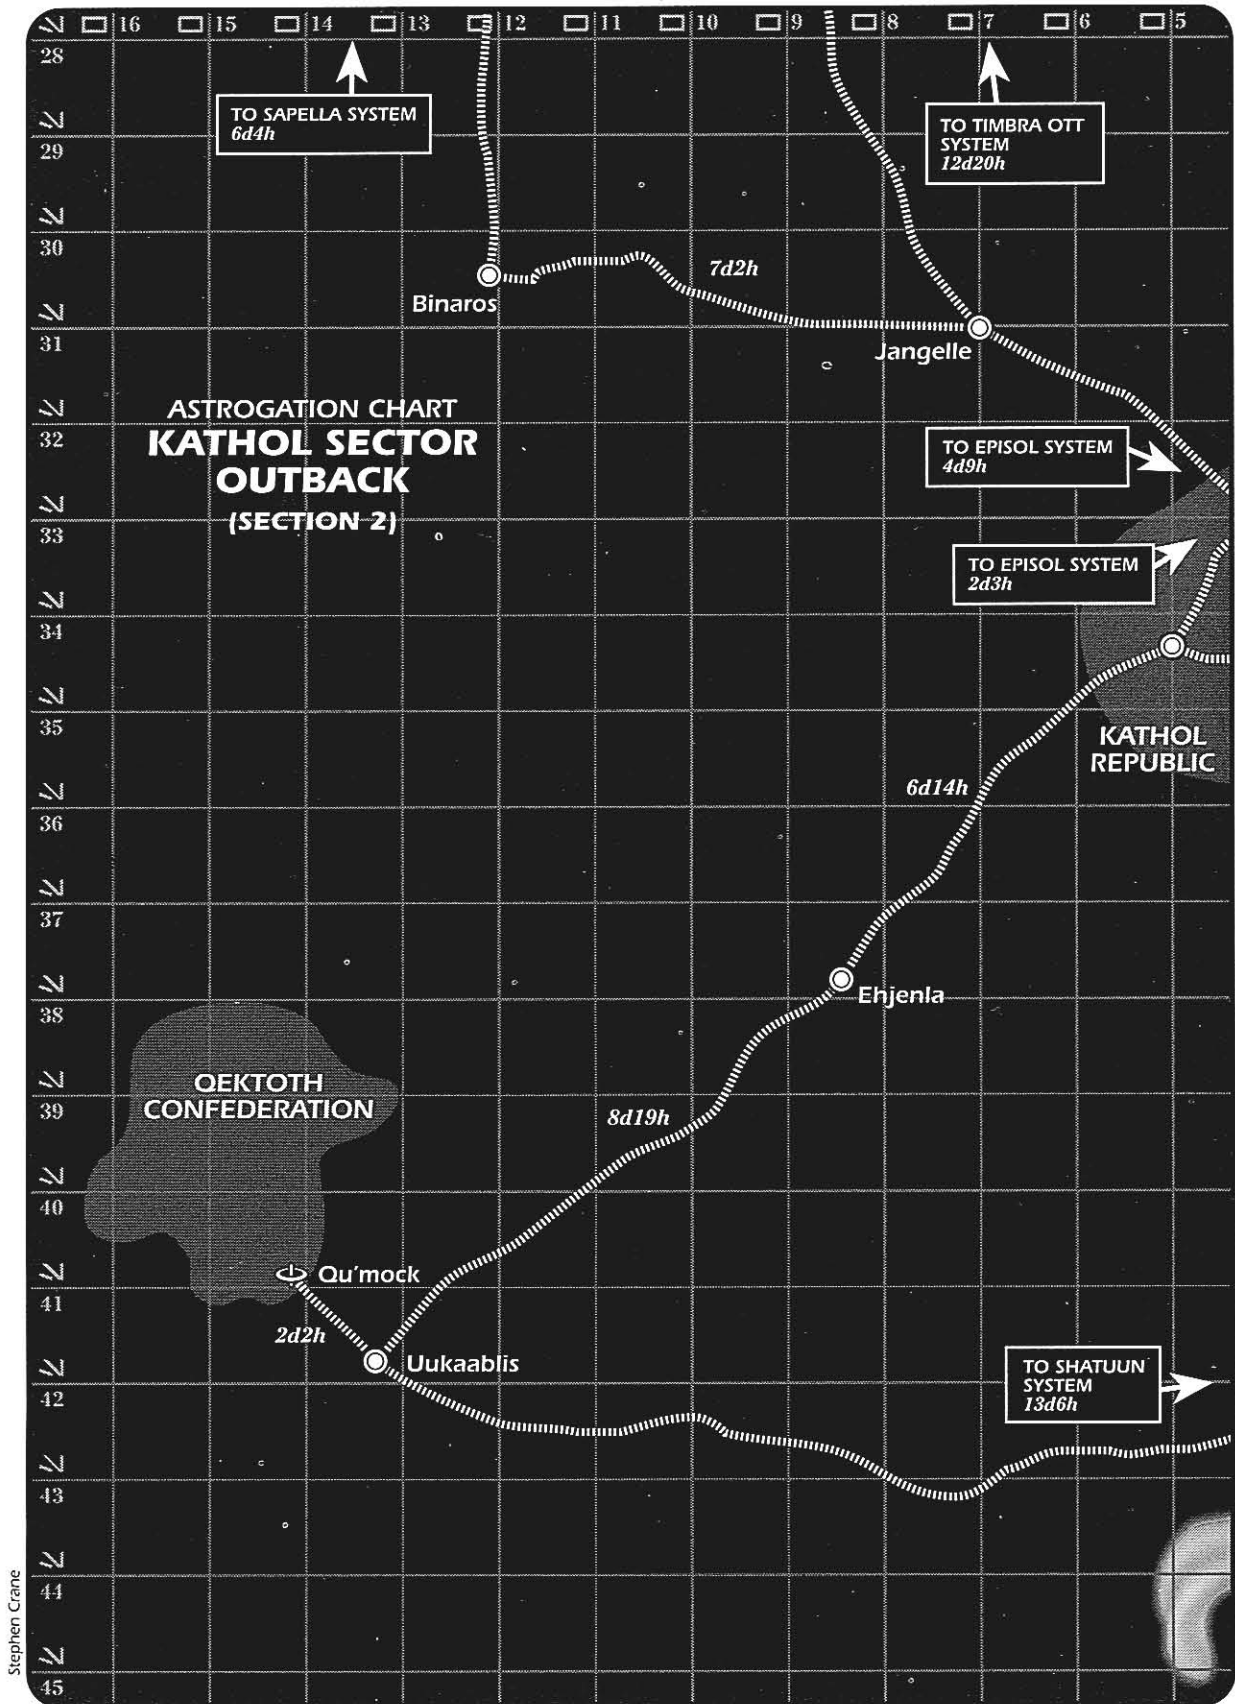 16 15 14 13 12 11 10 9 8 7 6 5
28
TO SAPELLA SYSTEM
6d4h
TO TIMBRA OTT
SYSTEM
12d20h
29
30
7d2h
Binaros
31
Jangelle
ASTROGATION CHART
KATHOL SECTOR
OUTBACK
(SECTION 2)
32
TO EPISOL SYSTEM
4d9h
33
TO EPISOL SYSTEM
2d3h
34
35
KATHOL
REPUBLIC
6d14h
36
37
Ehjenla
38
QEKTOTH
CONFEDERATION
39
8d19h
40
Qu'mock
41
2d2h
Uukaablis
TO SHATUUN
SYSTEM
13d6h
42
43
44
45
Stephen Crane